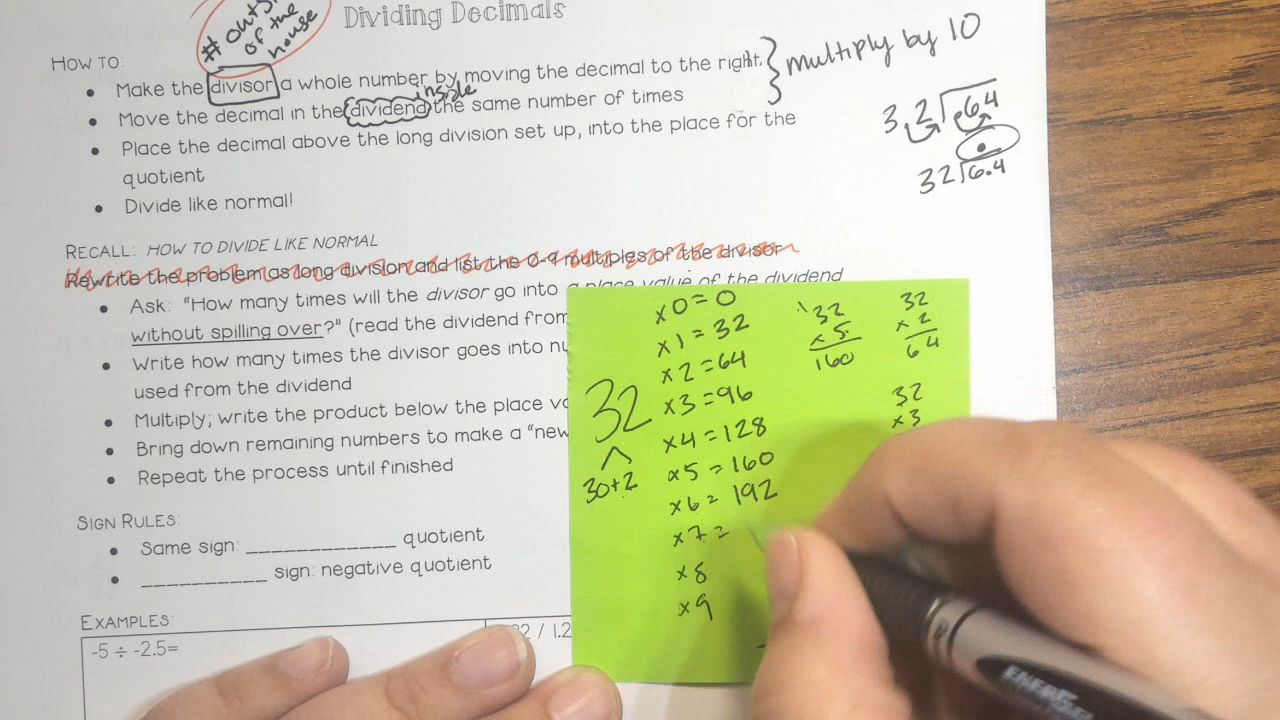 # outs
of the
house
Dividing Decimals
HOW TO:
• Make the divisor a whole number by moving the decimal to the right.
multiply by 10
inside
• Move the decimal in the dividend the same number of times
• Place the decimal above the long division set up, into the place for the
quotient
• Divide like normal!
3.2 .64
32 6.4
RECALL: HOW TO DIVIDE LIKE NORMAL
Rewrite the problem as long division and list the 0-9 multiples of the divisor
• Ask: "How many times will the divisor go into a place value of the dividend
without spilling over?" (read the dividend from
• Write how many times the divisor goes into nu
used from the dividend
• Multiply; write the product below the place va
• Bring down remaining numbers to make a "new
• Repeat the process until finished
SIGN RULES:
• Same sign: ____________ quotient
• __________ sign: negative quotient
EXAMPLES:
-5 ÷ -2.5=
/ 1.2
32
30+2
x0=0
x1=32
x2=64
x3=96
x4=128
x5=160
x6=192
x7=
x8
x9
1
32
x5
160
32
x2
64
32
x3
ENER